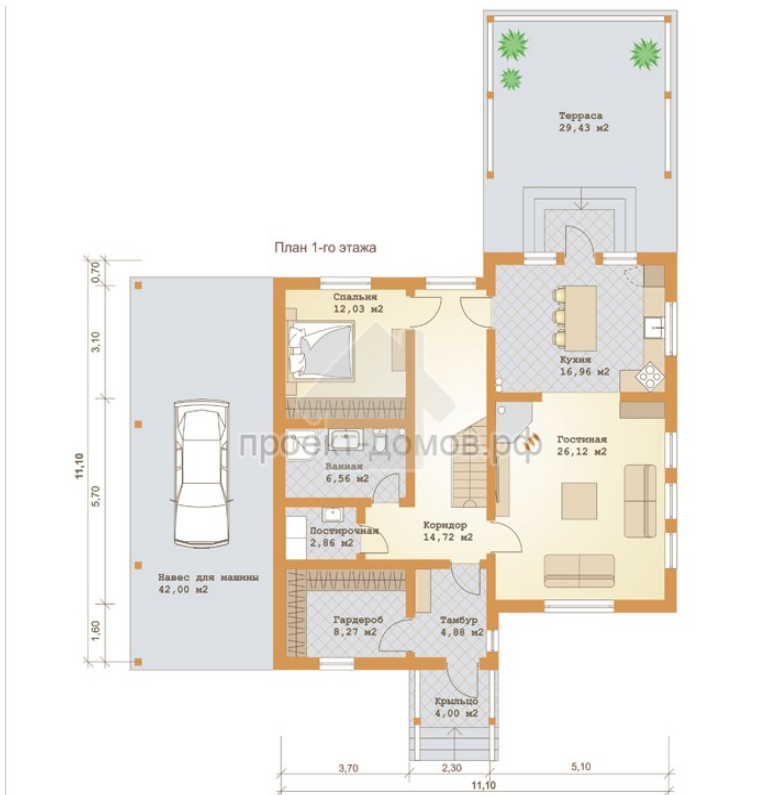 Терраса
29,43 м2
План 1-го этажа
0,70
Спальня
12,03 м2
3,10
Кухня
16,96 м2
проект-домов.рф
Гостиная
26,12 м2
Ванная
6,56 м2
11,10
5,70
Коридор
14,72 м2
Постирочная
2,86 м2
Навес для машины
42,00 м2
Гардероб
8,27 м2
Тамбур
4,88 м2
1,60
Крыльцо
4,00 м2
3,70
2,30
5,10
11,10